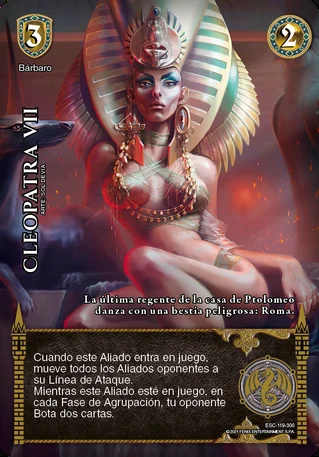 3
2
Bárbaro
CLEOPATRA VII
ARTE: SOL DEVIA
La última regente de la casa de Ptolomeo
danza con una bestia peligrosa: Roma.
Cuando este Aliado entra en juego,
mueve todos los Aliados oponentes a
su Línea de Ataque.
Mientras este Aliado esté en juego, en
cada Fase de Agrupación, tu oponente
Bota dos cartas.
ESC-119-300
©2021 FENIX ENTERTAINMENT S.P.A.